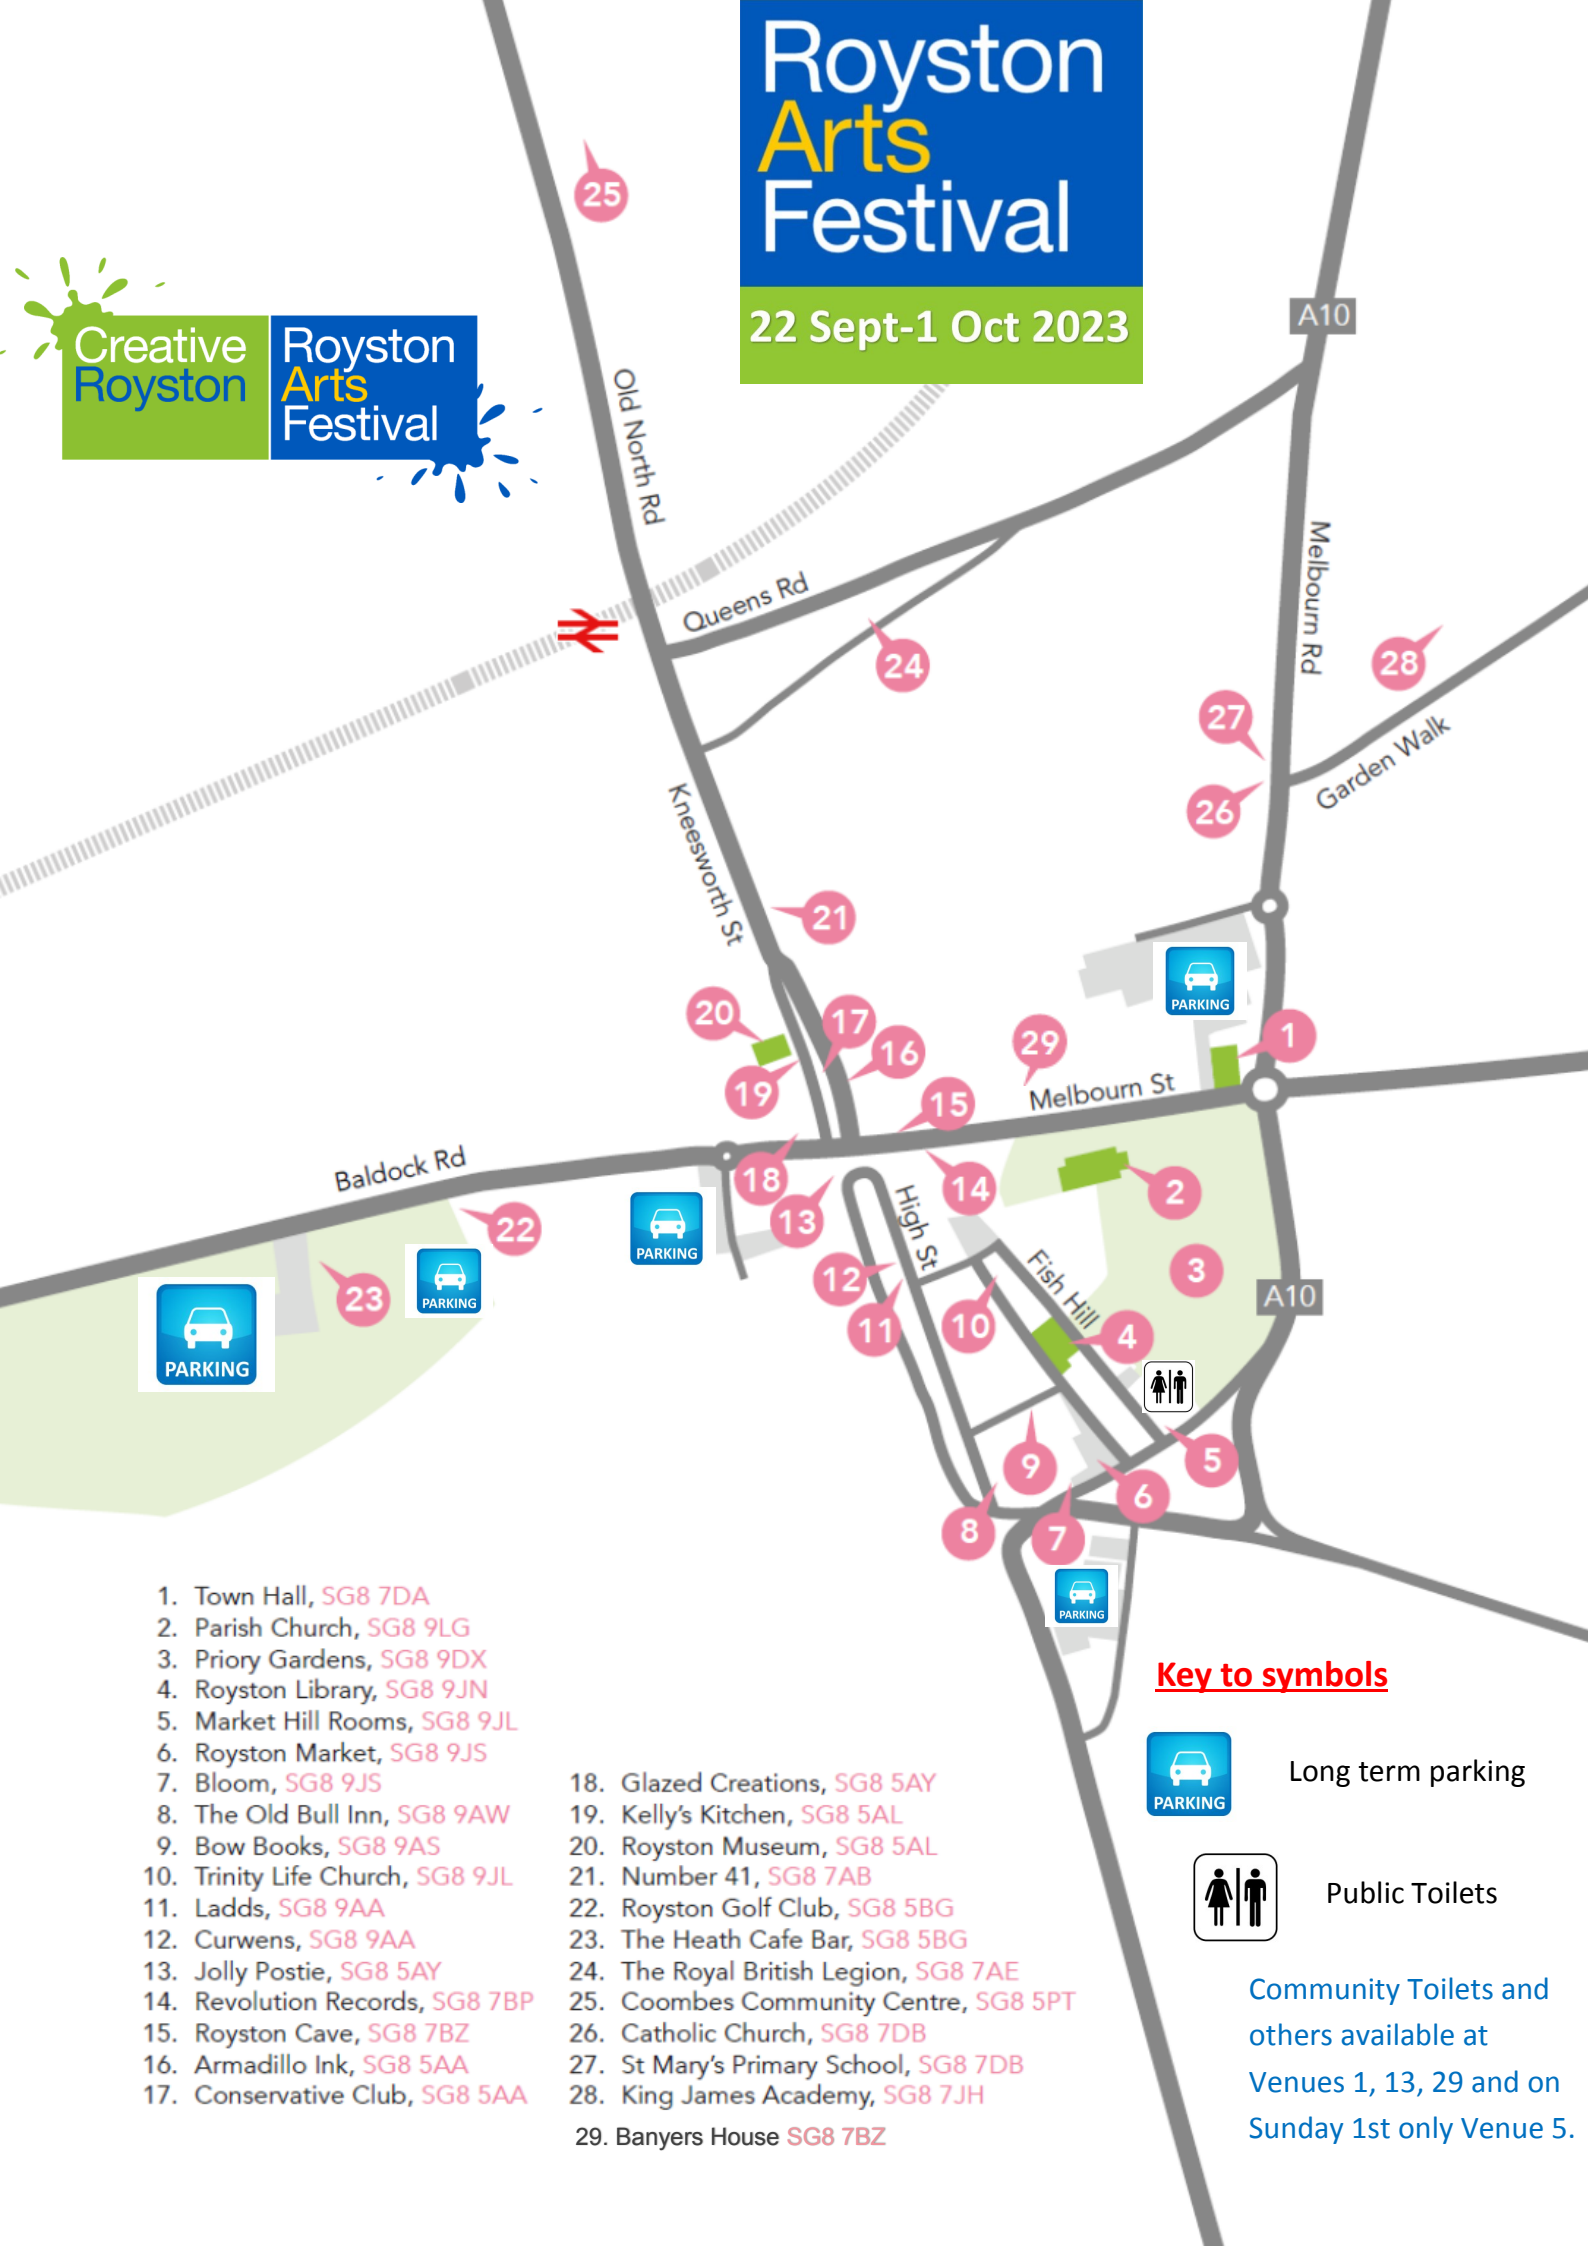 Royston
Arts
Festival
22 Sept-1 Oct 2023
Creative
Royston
Royston
Arts
Festival
25
A10
Old North Rd
Queens Rd
Melbourn Rd
24
28
27
Garden Walk
26
Kneesworth St
21
PARKING
20
17
16
29
1
19
15
Melbourn St
Baldock Rd
18
14
2
13
High St
22
PARKING
12
Fish Hill
3
A10
23
PARKING
PARKING
11
10
4
9
5
6
8
7
PARKING
1. Town Hall, SG8 7DA
2. Parish Church, SG8 9LG
3. Priory Gardens, SG8 9DX
4. Royston Library, SG8 9JN
5. Market Hill Rooms, SG8 9JL
6. Royston Market, SG8 9JS
7. Bloom, SG8 9JS
8. The Old Bull Inn, SG8 9AW
9. Bow Books, SG8 9AS
10. Trinity Life Church, SG8 9JL
11. Ladds, SG8 9AA
12. Curwens, SG8 9AA
13. Jolly Postie, SG8 5AY
14. Revolution Records, SG8 7BP
15. Royston Cave, SG8 7BZ
16. Armadillo Ink, SG8 5AA
17. Conservative Club, SG8 5AA
18. Glazed Creations, SG8 5AY
19. Kelly's Kitchen, SG8 5AL
20. Royston Museum, SG8 5AL
21. Number 41, SG8 7AB
22. Royston Golf Club, SG8 5BG
23. The Heath Cafe Bar, SG8 5BG
24. The Royal British Legion, SG8 7AE
25. Coombes Community Centre, SG8 5PT
26. Catholic Church, SG8 7DB
27. St Mary's Primary School, SG8 7DB
28. King James Academy, SG8 7JH
29. Banyers House SG8 7BZ
Key to symbols
PARKING
Long term parking
Public Toilets
Community Toilets and
others available at
Venues 1, 13, 29 and on
Sunday 1st only Venue 5.